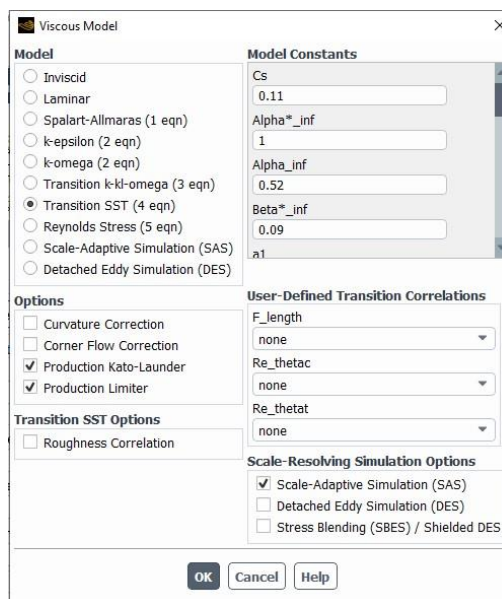 Viscous Model
Model
Inviscid
Laminar
Spalart-Allmaras (1 eqn)
k-epsilon (2 eqn)
k-omega (2 eqn)
Transition k-kl-omega (3 eqn)
Transition SST (4 eqn)
Reynolds Stress (5 eqn)
Scale-Adaptive Simulation (SAS)
Detached Eddy Simulation (DES)
Options
Curvature Correction
Corner Flow Correction
Production Kato-Launder
Production Limiter
Transition SST Options
Roughness Correlation
Model Constants
Cs
0.11
Alpha*_inf
1
Alpha_inf
0.52
Beta*_inf
0.09
a1
User-Defined Transition Correlations
F_length
none
Re_thetac
none
Re_thetat
none
Scale-Resolving Simulation Options
Scale-Adaptive Simulation (SAS)
Detached Eddy Simulation (DES)
Stress Blending (SBES) / Shielded DES
OK Cancel Help